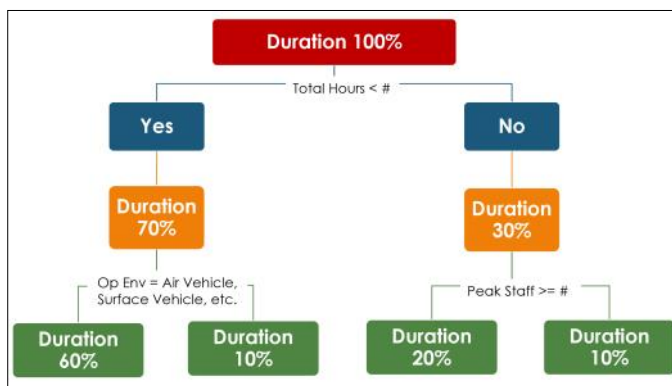 Duration 100%
Total Hours < #
Yes
No
Duration
70%
Duration
30%
Op Env = Air Vehicle,
Surface Vehicle, etc.
Peak Staff >= #
Duration
60%
Duration
10%
Duration
20%
Duration
10%